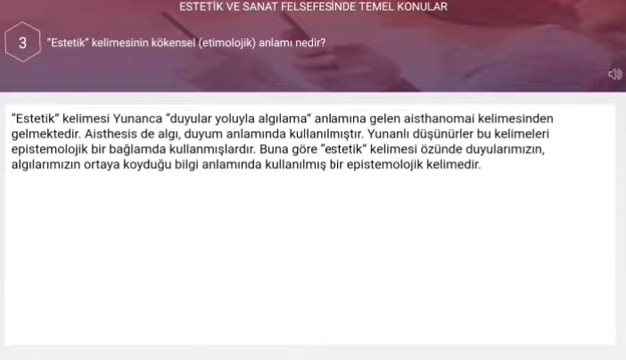 ESTETİK VE SANAT FELSEFESİNDE TEMEL KONULAR
3
"Estetik" kelimesinin kökensel (etimolojik) anlamı nedir?
"Estetik" kelimesi Yunanca "duyular yoluyla algılama" anlamına gelen aisthanomai kelimesinden
gelmektedir. Aisthesis de algı, duyum anlamında kullanılmıştır. Yunanlı düşünürler bu kelimeleri
epistemolojik bir bağlamda kullanmışlardır. Buna göre "estetik" kelimesi özünde duyularımızın,
algılarımızın ortaya koyduğu bilgi anlamında kullanılmış bir epistemolojik kelimedir.